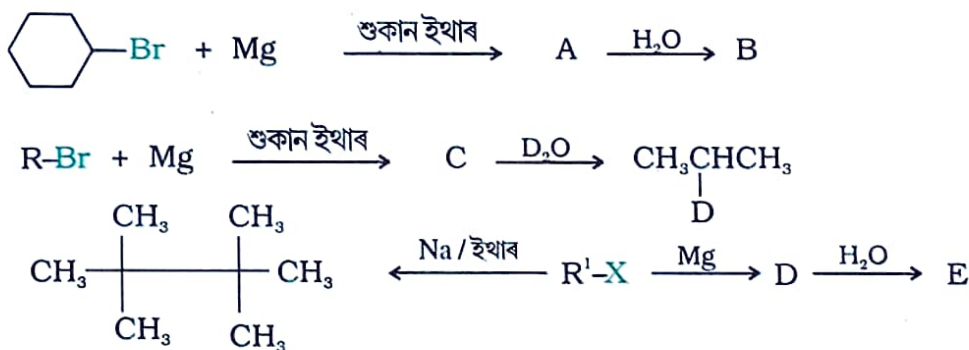 Br + Mg শুকান ইথাৰ A H₂O B
R–Br + Mg শুকান ইথাৰ C D₂O CH₃CHCH₃
D
CH₃ CH₃
CH₃ CH₃ Na / ইথাৰ R¹–X Mg D H₂O E
CH₃ CH₃